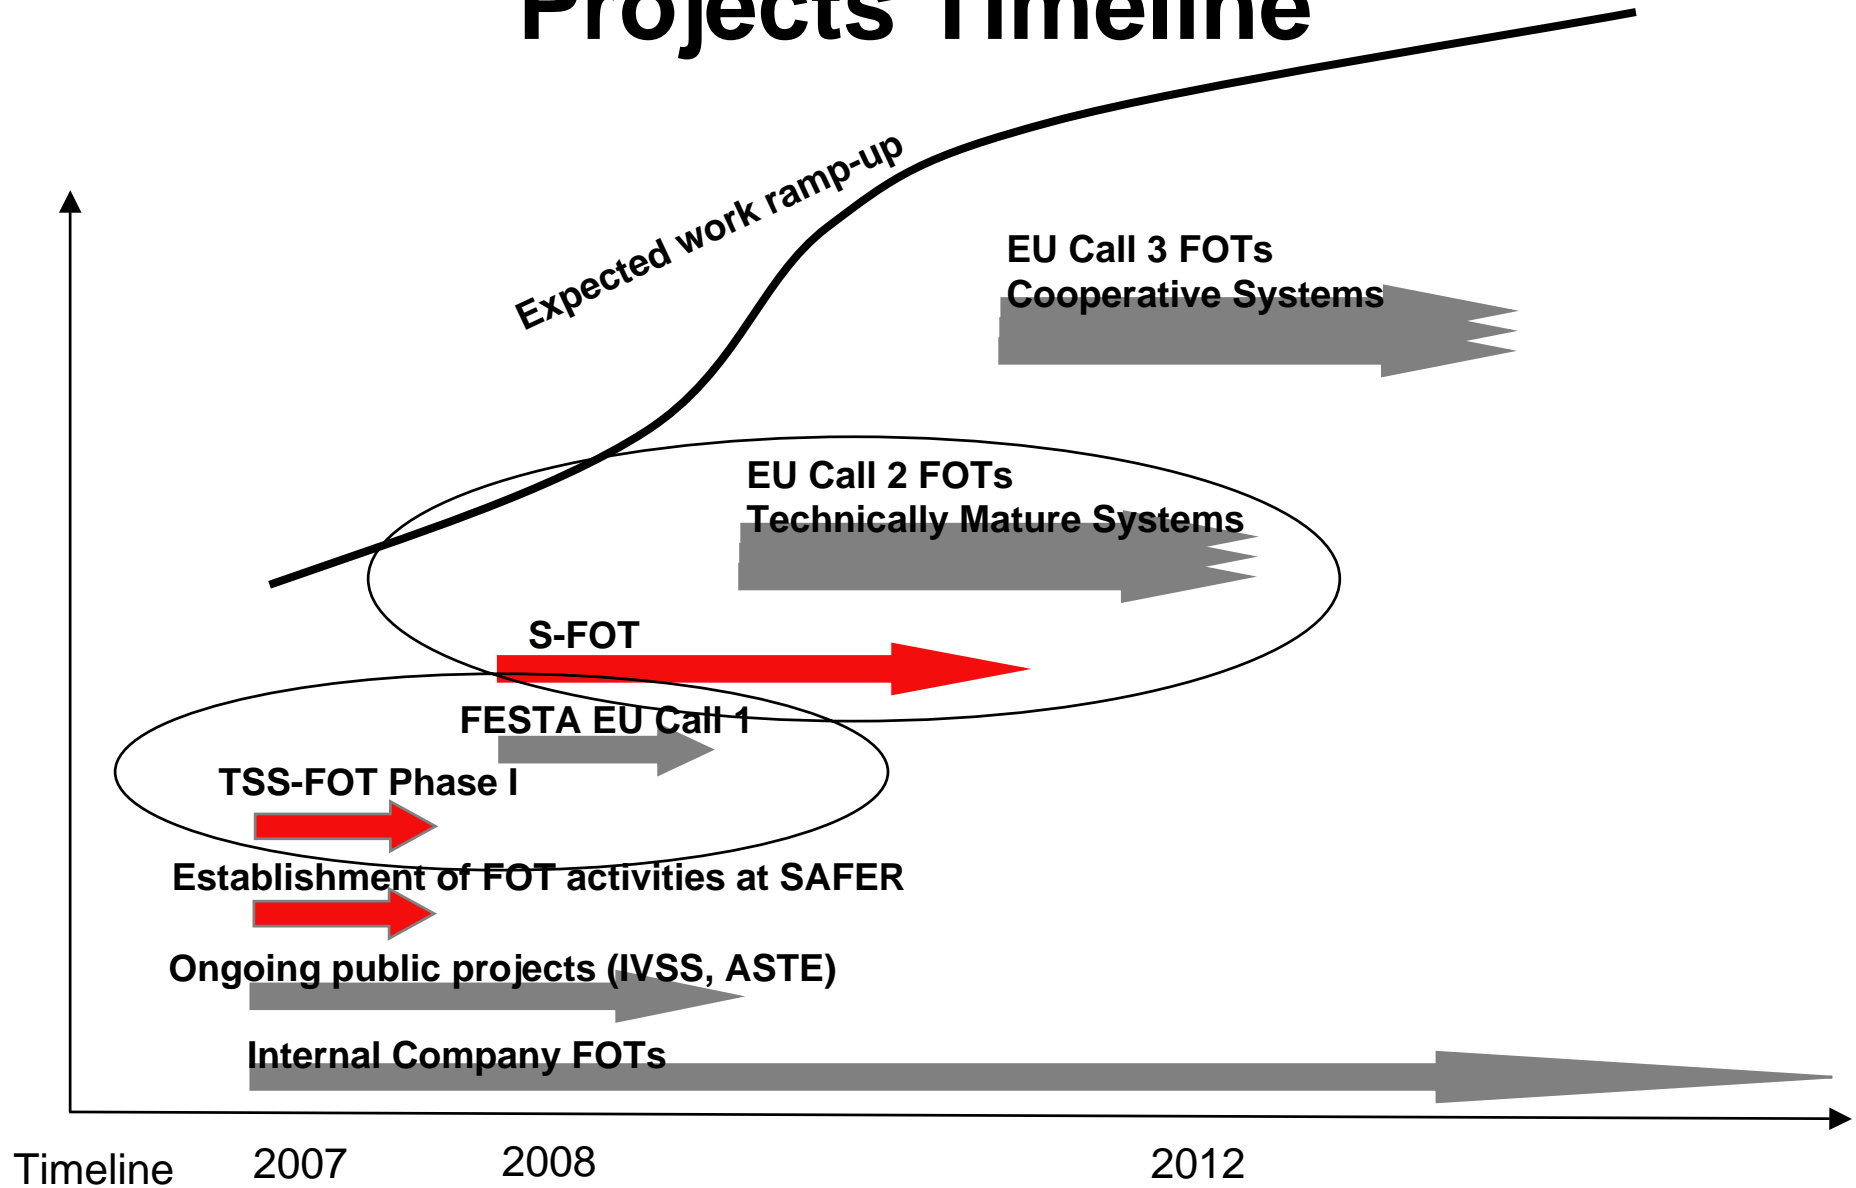 Projects Timeline
Expected work ramp-up
EU Call 3 FOTs
Cooperative Systems
EU Call 2 FOTs
Technically Mature Systems
S-FOT
FESTA EU Call 1
TSS-FOT Phase I
Establishment of FOT activities at SAFER
Ongoing public projects (IVSS, ASTE)
Internal Company FOTs
Timeline 2007 2008 2012